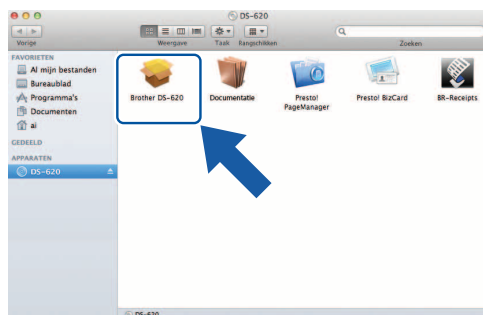 DS-620
Vorige
Weergave
Taak
Rangschikken
Zoeken
FAVORIETEN
Al mijn bestanden
Bureaublad
Programma's
Documenten
ai
GEDEELD
APPARATEN
DS-620
Brother DS-620
Documentatie
Presto!
PageManager
Presto! BizCard
BR-Receipts
DS-620